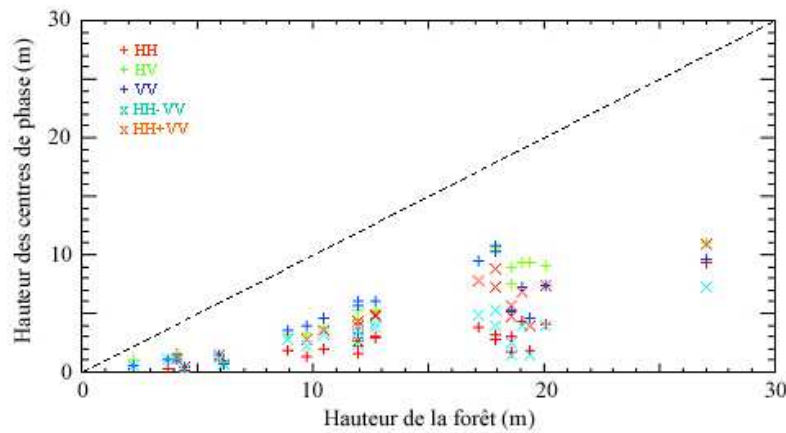 Hauteur des centres de phase (m)
30
20
10
0
+ HH
+ HV
+ VV
x HH-VV
x HH+VV
0 10 20 30
Hauteur de la forêt (m)